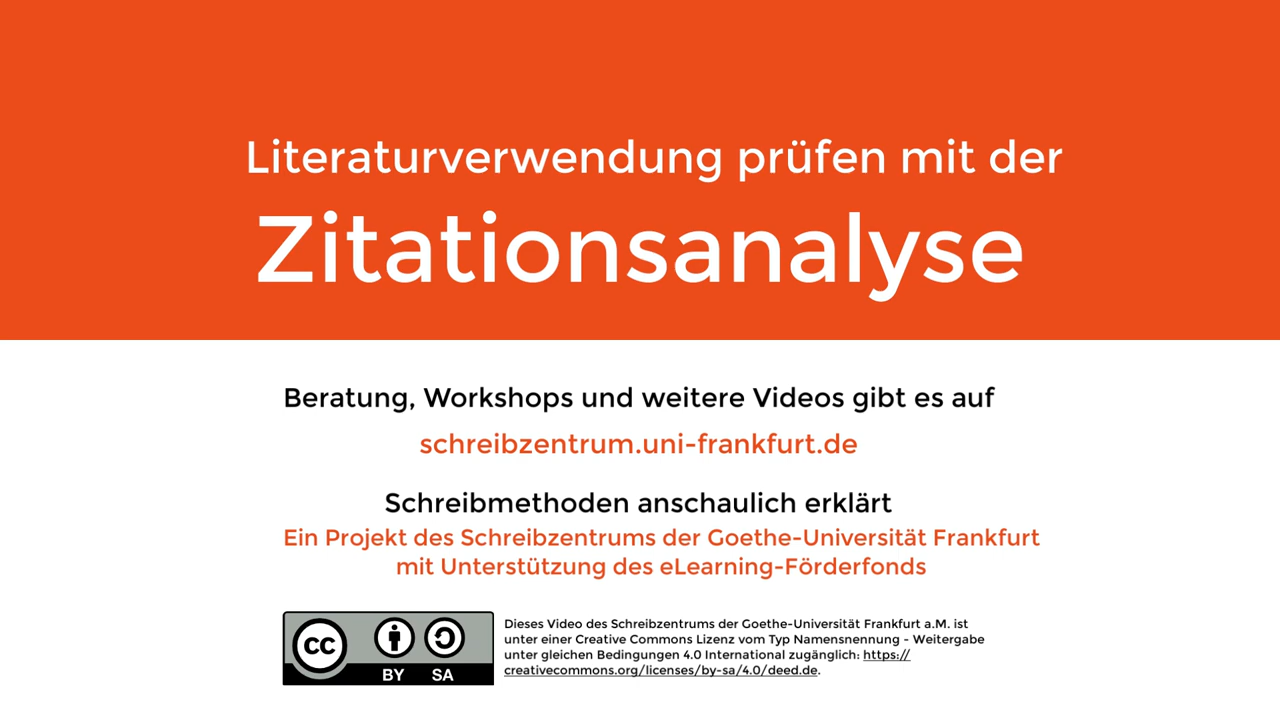 Literaturverwendung prüfen mit der
Zitationsanalyse
Beratung, Workshops und weitere Videos gibt es auf
schreibzentrum.uni-frankfurt.de
Schreibmethoden anschaulich erklärt
Ein Projekt des Schreibzentrums der Goethe-Universität Frankfurt
mit Unterstützung des eLearning-Förderfonds
cc
BY SA
Dieses Video des Schreibzentrums der Goethe-Universität Frankfurt a.M. ist
unter einer Creative Commons Lizenz vom Typ Namensnennung - Weitergabe
unter gleichen Bedingungen 4.0 International zugänglich: https://
creativecommons.org/licenses/by-sa/4.0/deed.de.